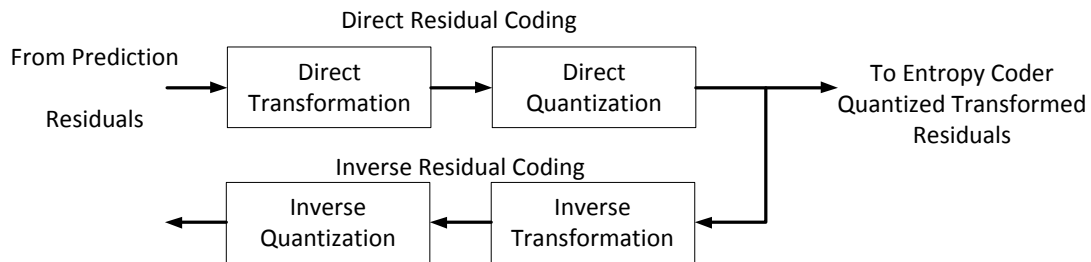 Direct Residual Coding
From Prediction
Residuals
Direct
Transformation
Direct
Quantization
To Entropy Coder
Quantized Transformed
Residuals
Inverse Residual Coding
Inverse
Quantization
Inverse
Transformation